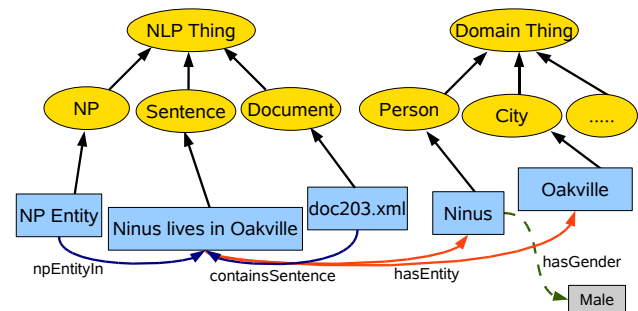 NLP Thing
Domain Thing
NP
Sentence
Document
Person
City
.....
NP Entity
Ninus lives in Oakville
doc203.xml
Ninus
Oakville
npEntityIn
containsSentence
hasEntity
hasGender
Male